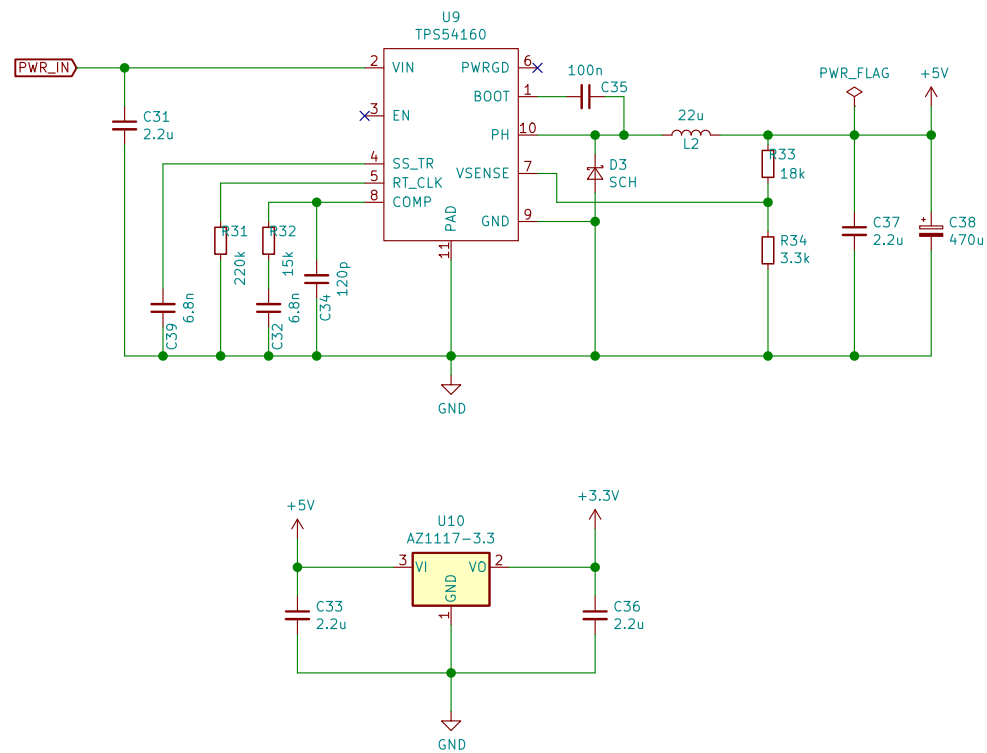 U9
TPS54160
PWR_IN
2
VIN
PWRGD
6
100n
C35
PWR_FLAG
+5V
BOOT
1
C31
2.2u
3
EN
PH
10
22u
L2
R33
18k
4
SS_TR
VSENSE
7
D3
SCH
5
RT_CLK
8
COMP
GND
9
PAD
11
R31
220k
R32
15k
120p
C34
R34
3.3k
C37
2.2u
+
C38
470u
6.8n
C39
6.8n
C32
GND
+5V
+3.3V
U10
AZ1117-3.3
3
VI
VO
2
GND
1
C33
2.2u
C36
2.2u
GND